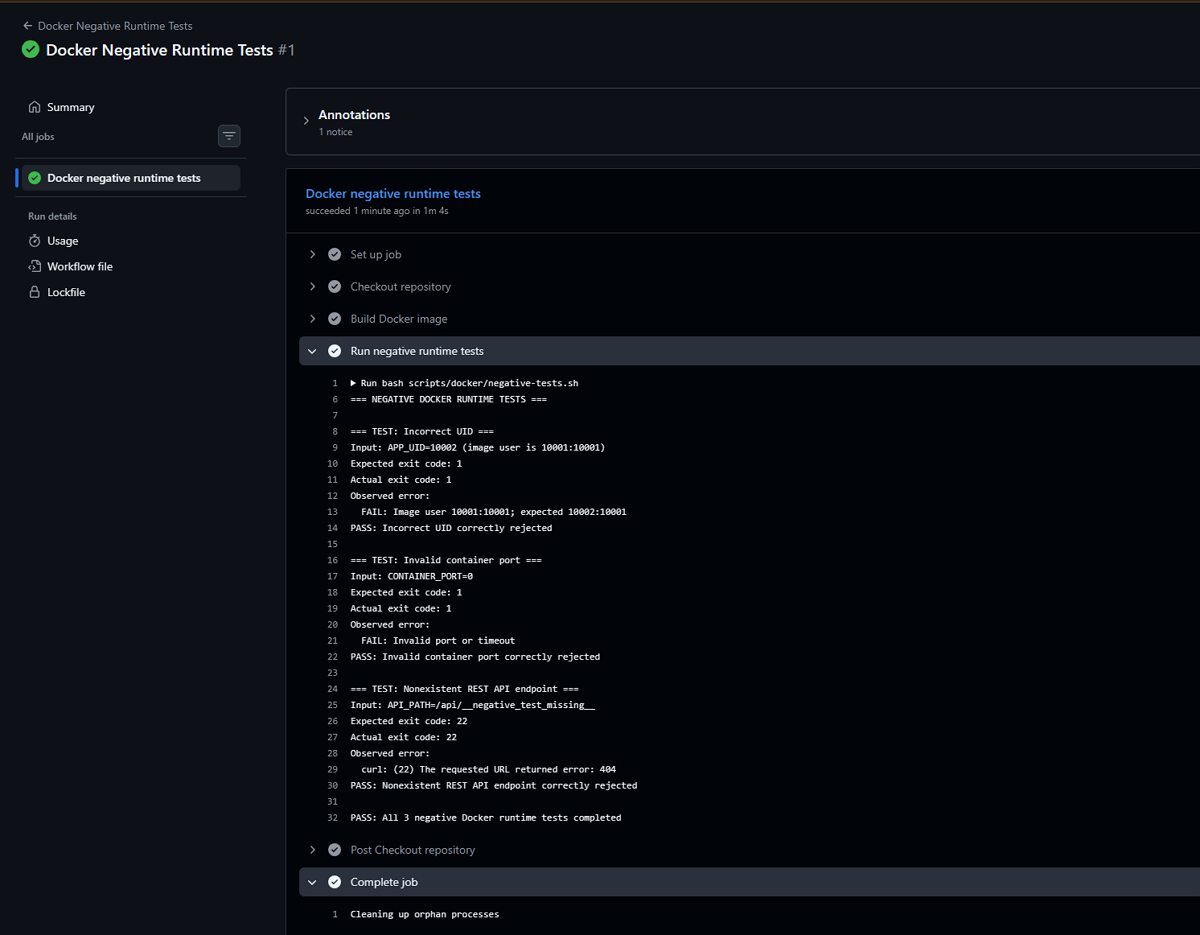 Docker Negative Runtime Tests
Docker Negative Runtime Tests #1
Summary
All jobs
Docker negative runtime tests
Run details
Usage
Workflow file
Lockfile
Annotations
1 notice
Docker negative runtime tests
succeeded 1 minute ago in 1m 4s
Set up job
Checkout repository
Build Docker image
Run negative runtime tests
1 Run bash scripts/docker/negative-tests.sh
6 === NEGATIVE DOCKER RUNTIME TESTS ===
7
8 === TEST: Incorrect UID ===
9 Input: APP_UID=10002 (image user is 10001:10001)
10 Expected exit code: 1
11 Actual exit code: 1
12 Observed error:
13 FAIL: Image user 10001:10001; expected 10002:10001
14 PASS: Incorrect UID correctly rejected
15
16 === TEST: Invalid container port ===
17 Input: CONTAINER_PORT=0
18 Expected exit code: 1
19 Actual exit code: 1
20 Observed error:
21 FAIL: Invalid port or timeout
22 PASS: Invalid container port correctly rejected
23
24 === TEST: Nonexistent REST API endpoint ===
25 Input: API_PATH=/api/__negative_test_missing__
26 Expected exit code: 22
27 Actual exit code: 22
28 Observed error:
29 curl: (22) The requested URL returned error: 404
30 PASS: Nonexistent REST API endpoint correctly rejected
31
32 PASS: All 3 negative Docker runtime tests completed
Post Checkout repository
Complete job
1 Cleaning up orphan processes